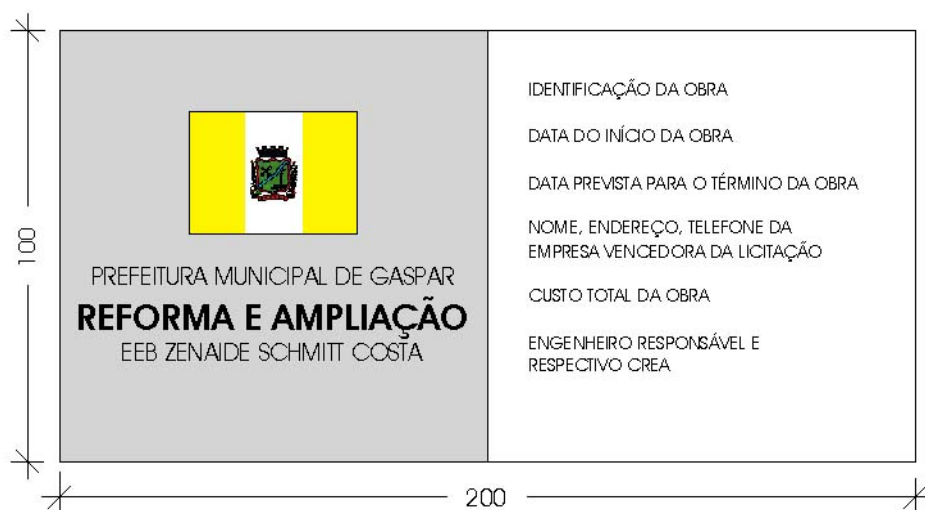 PREFEITURA MUNICIPAL DE GASPAR
REFORMA E AMPLIAÇÃO
EEB ZENAIDE SCHMITT COSTA
IDENTIFICAÇÃO DA OBRA
DATA DO INÍCIO DA OBRA
DATA PREVISTA PARA O TÉRMINO DA OBRA
NOME, ENDEREÇO, TELEFONE DA
EMPRESA VENCEDORA DA LICITAÇÃO
CUSTO TOTAL DA OBRA
ENGENHEIRO RESPONSÁVEL E
RESPECTIVO CREA
100
200